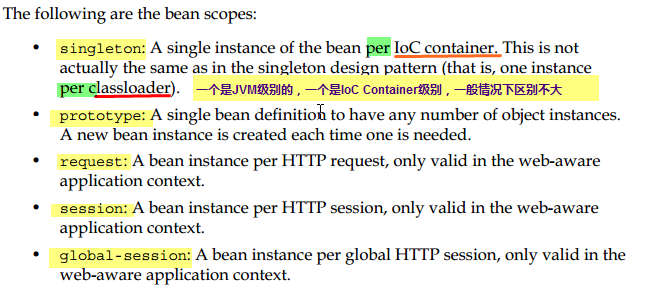 The following are the bean scopes:
• singleton: A single instance of the bean per IoC container. This is not
actually the same as in the singleton design pattern (that is, one instance
per classloader). 一个是JVM级别的，一个是IoC Container级别，一般情况下区别不大
• prototype: A single bean definition to have any number of object instances.
A new bean instance is created each time one is needed.
• request: A bean instance per HTTP request, only valid in the web-aware
application context.
• session: A bean instance per HTTP session, only valid in the web-aware
application context.
• global-session: A bean instance per global HTTP session, only valid in the
web-aware application context.